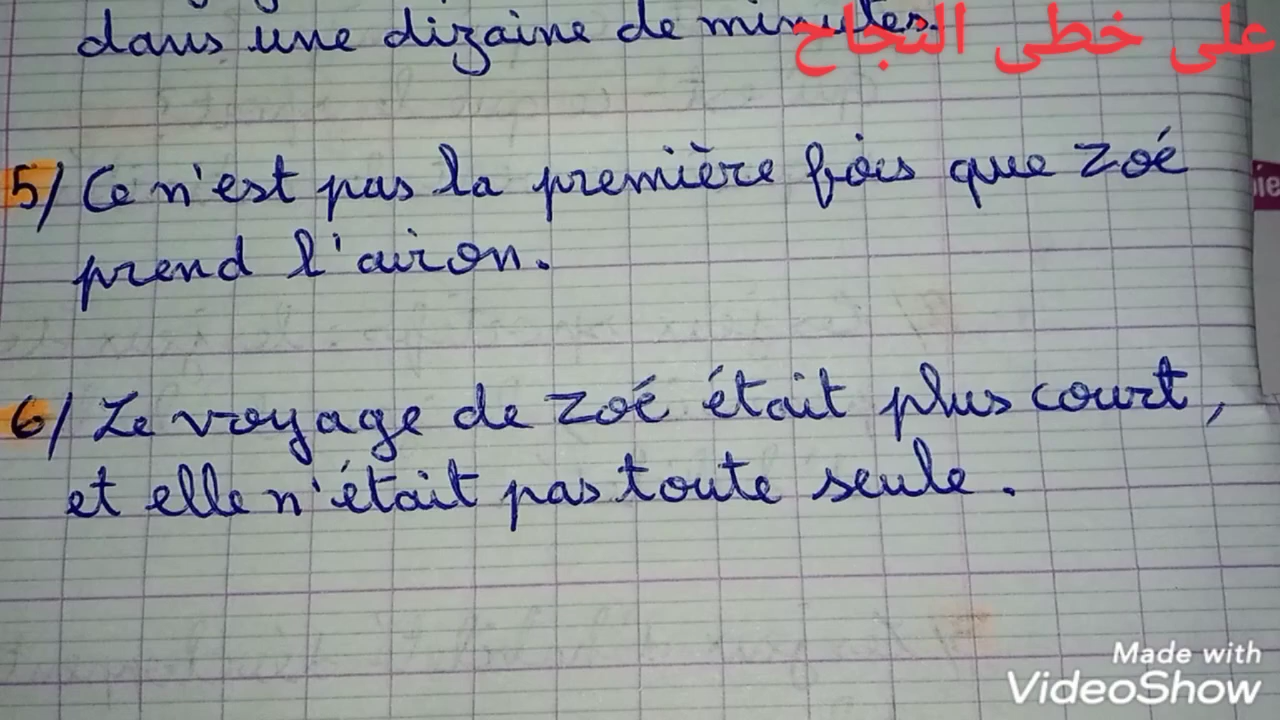 dans une dizaine de minutes.
على خطى النجاح
5/ Ce n'est pas la première fois que Zoé
prend l'avion.
6/ Le voyage de Zoé était plus court,
et elle n'était pas toute seule.
Made with
VideoShow